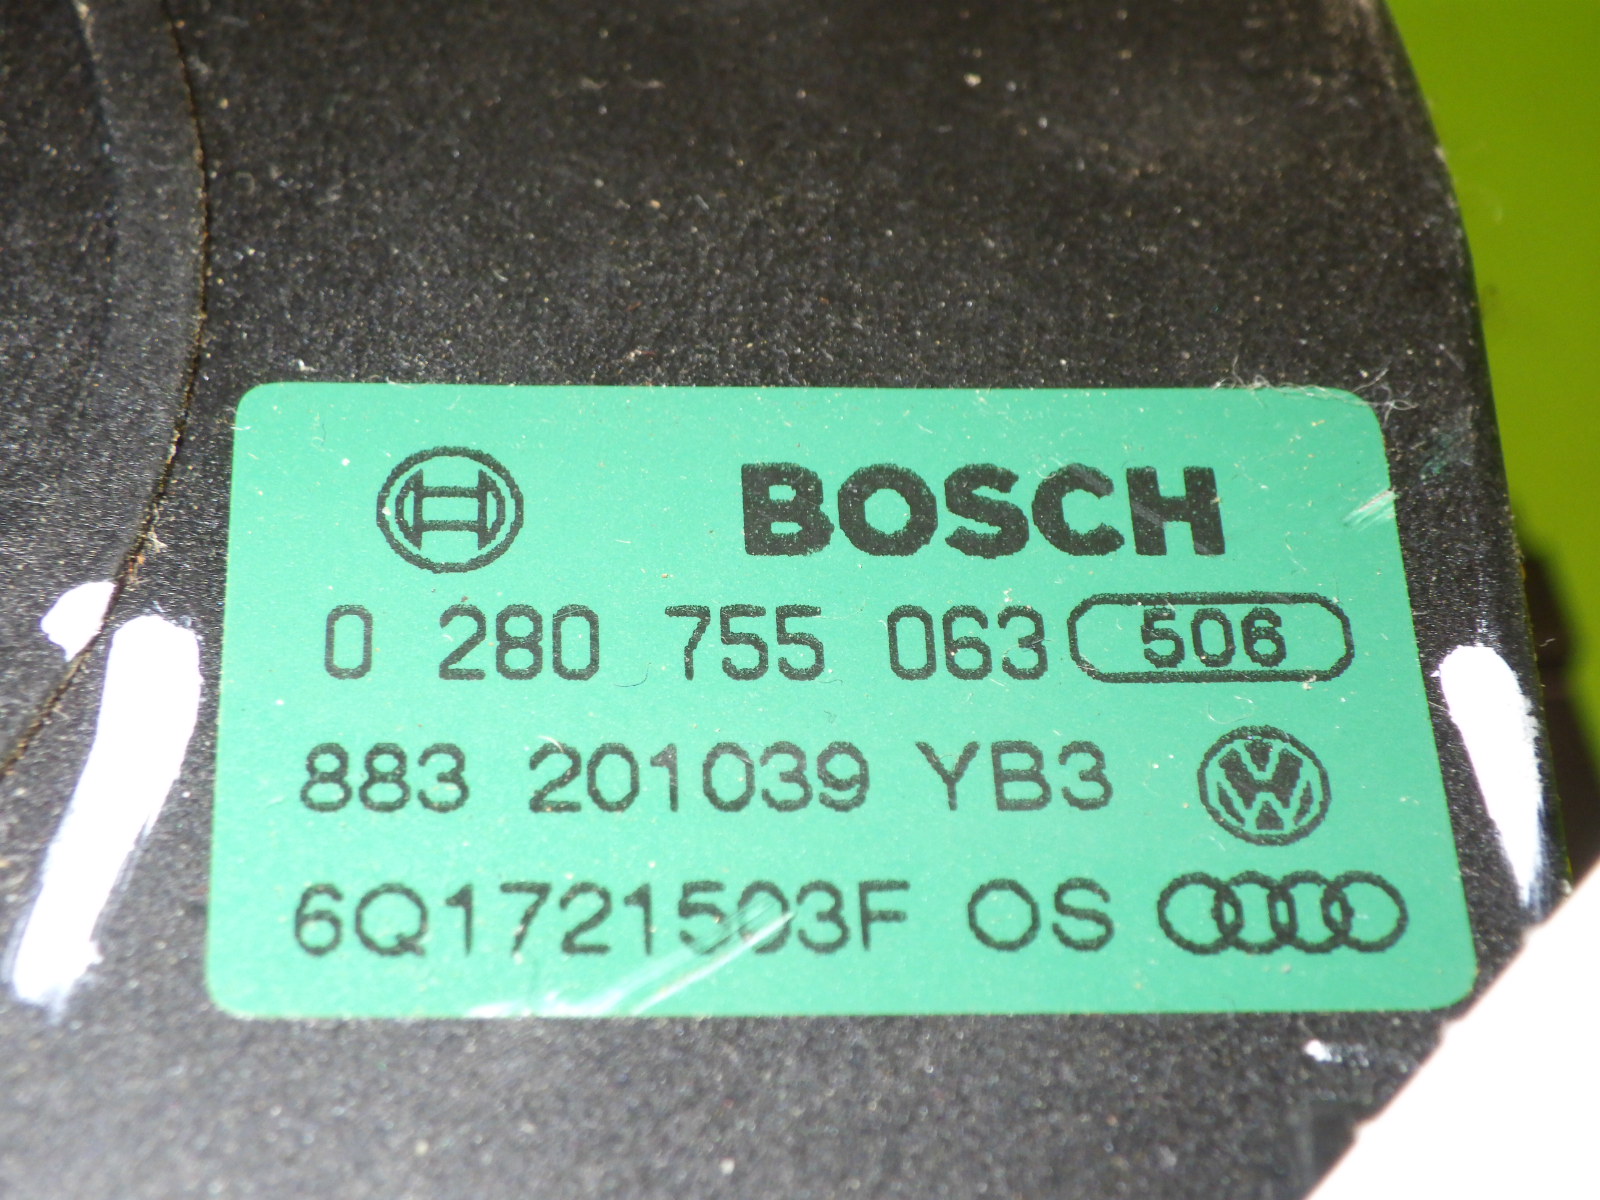 BOSCH
0 280 755 063 506
883 201039 YB3
6Q1721503F OS